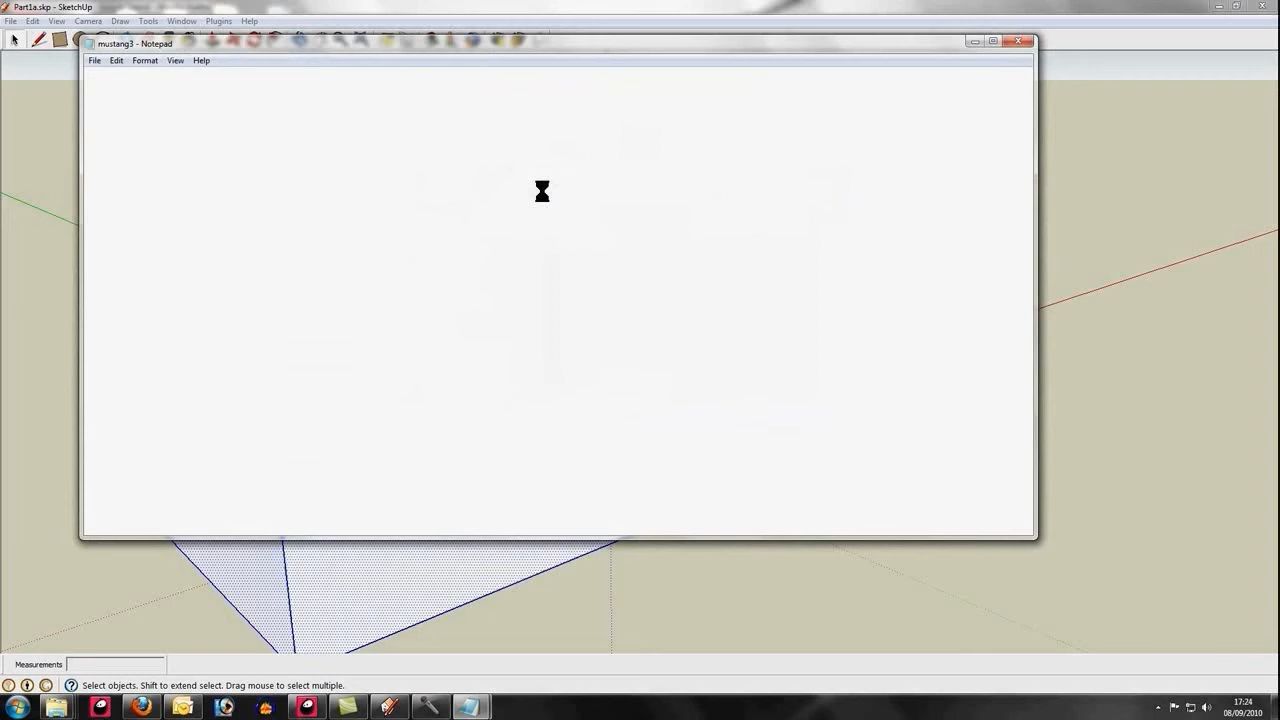 Part1a.skp - SketchUp
File Edit View Camera Draw Tools Window Plugins Help
mustang3 - Notepad
File Edit Format View Help
Measurements
Select objects. Shift to extend select. Drag mouse to select multiple.
17:24
08/09/2010